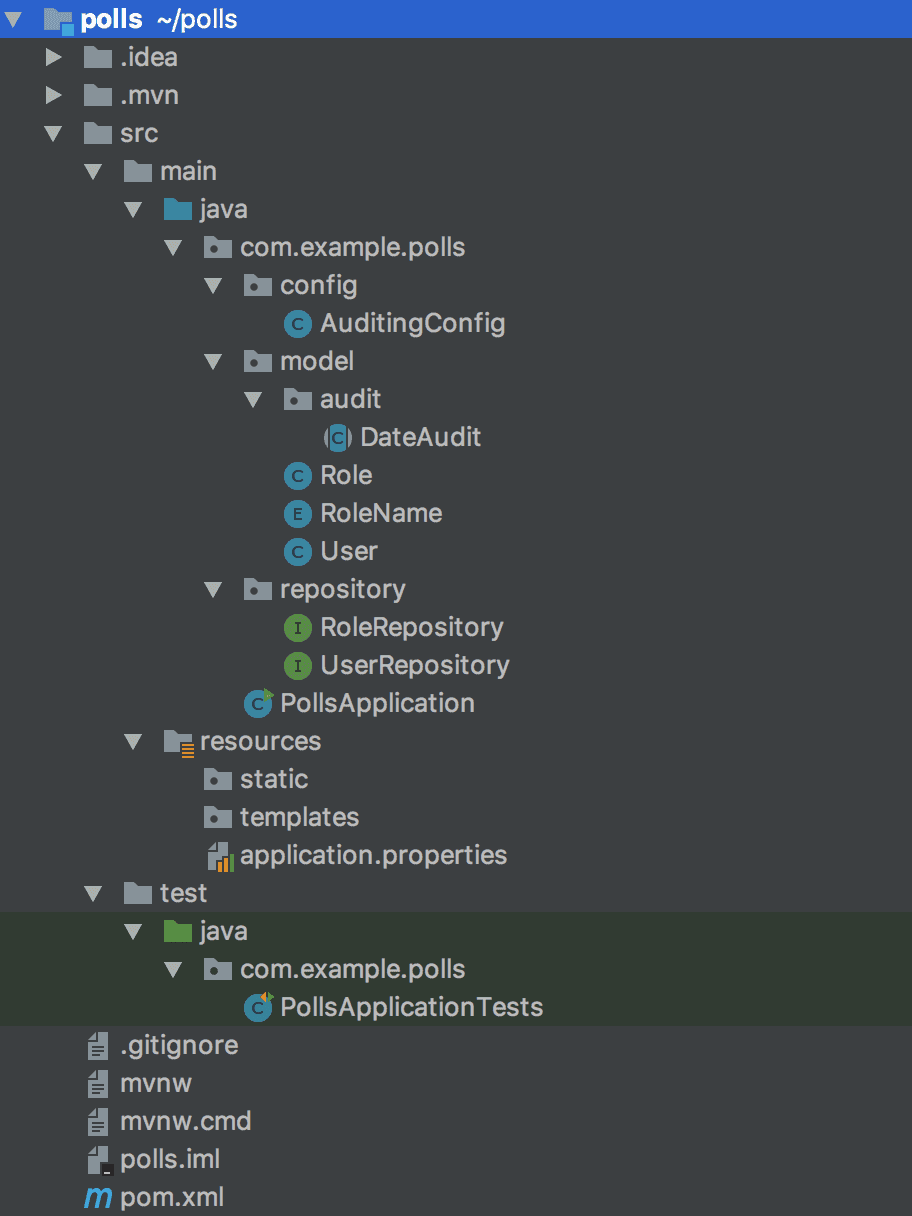 polls ~/polls
.idea
.mvn
src
main
java
com.example.polls
config
C AuditingConfig
model
audit
C DateAudit
C Role
E RoleName
C User
repository
I RoleRepository
I UserRepository
C PollsApplication
resources
static
templates
application.properties
test
java
com.example.polls
C PollsApplicationTests
.gitignore
mvnw
mvnw.cmd
polls.iml
m pom.xml